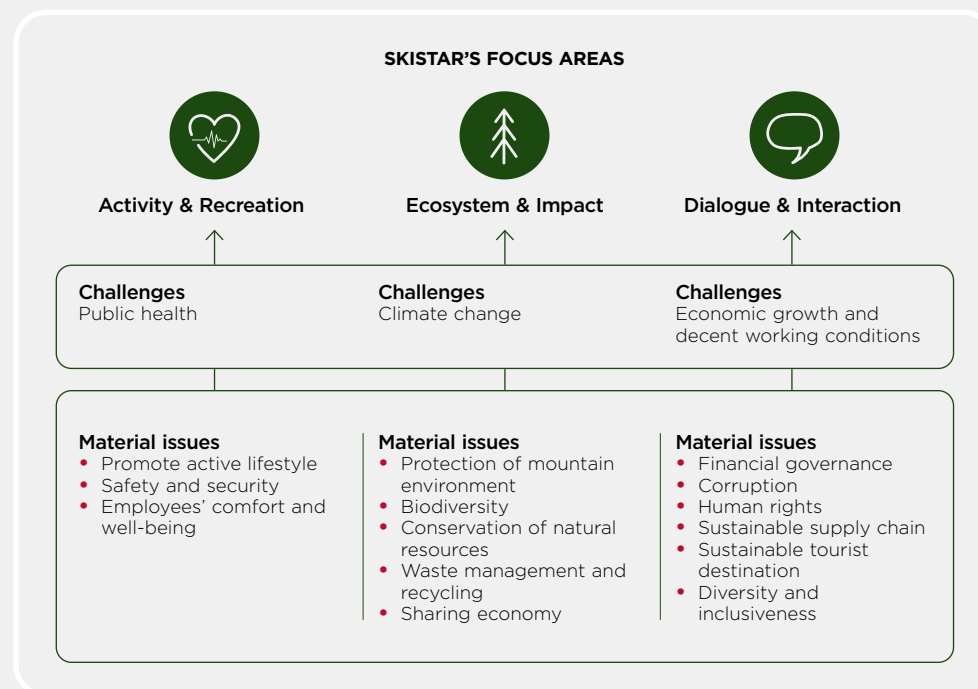 SKISTAR'S FOCUS AREAS
Activity & Recreation
Ecosystem & Impact
Dialogue & Interaction
Challenges
Public health
Challenges
Climate change
Challenges
Economic growth and
decent working conditions
Material issues
• Promote active lifestyle
• Safety and security
• Employees' comfort and
well-being
Material issues
• Protection of mountain
environment
• Biodiversity
• Conservation of natural
resources
• Waste management and
recycling
• Sharing economy
Material issues
• Financial governance
• Corruption
• Human rights
• Sustainable supply chain
• Sustainable tourist
destination
• Diversity and
inclusiveness